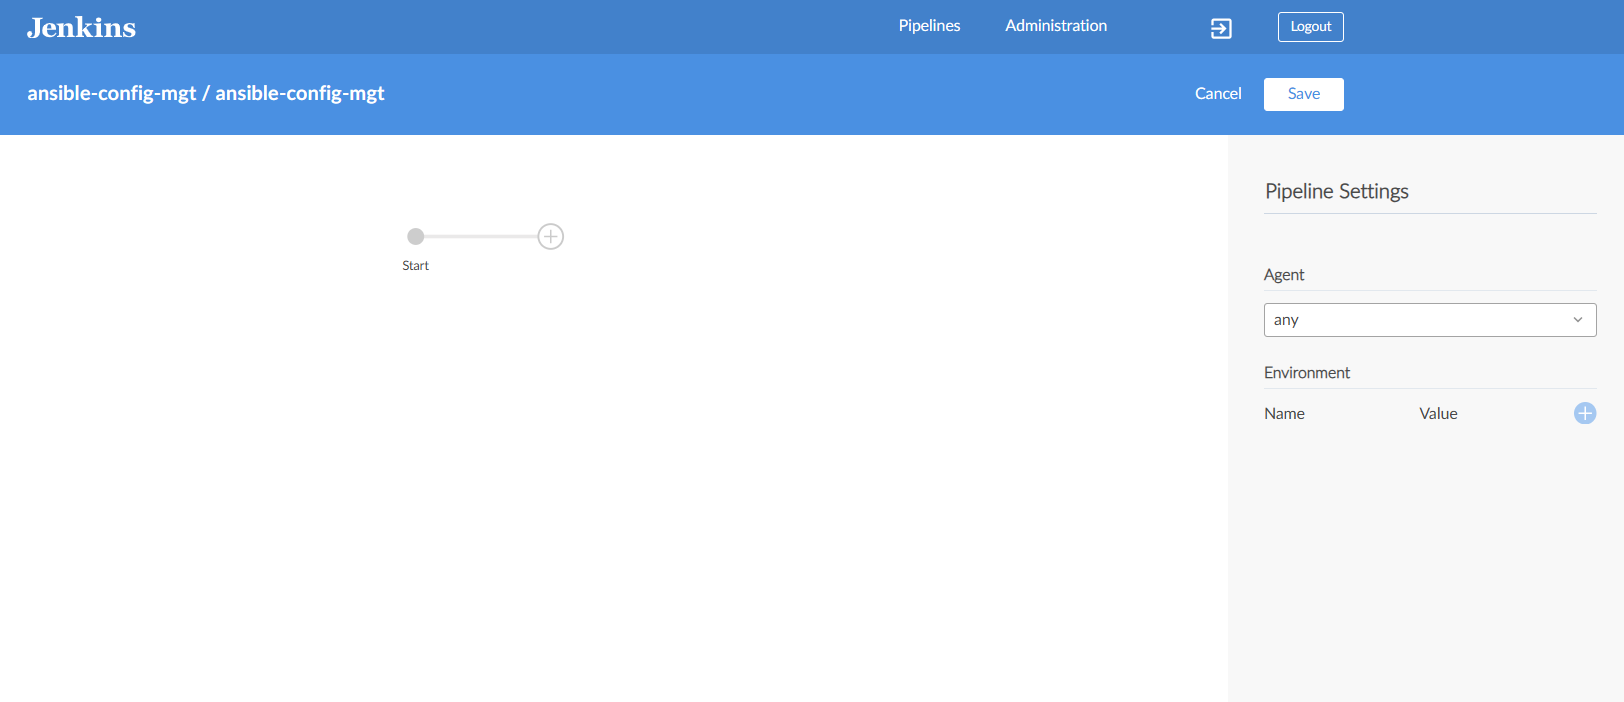 Jenkins
Pipelines
Administration
Logout
ansible-config-mgt / ansible-config-mgt
Cancel
Save
Start
Pipeline Settings
Agent
any
Environment
Name Value